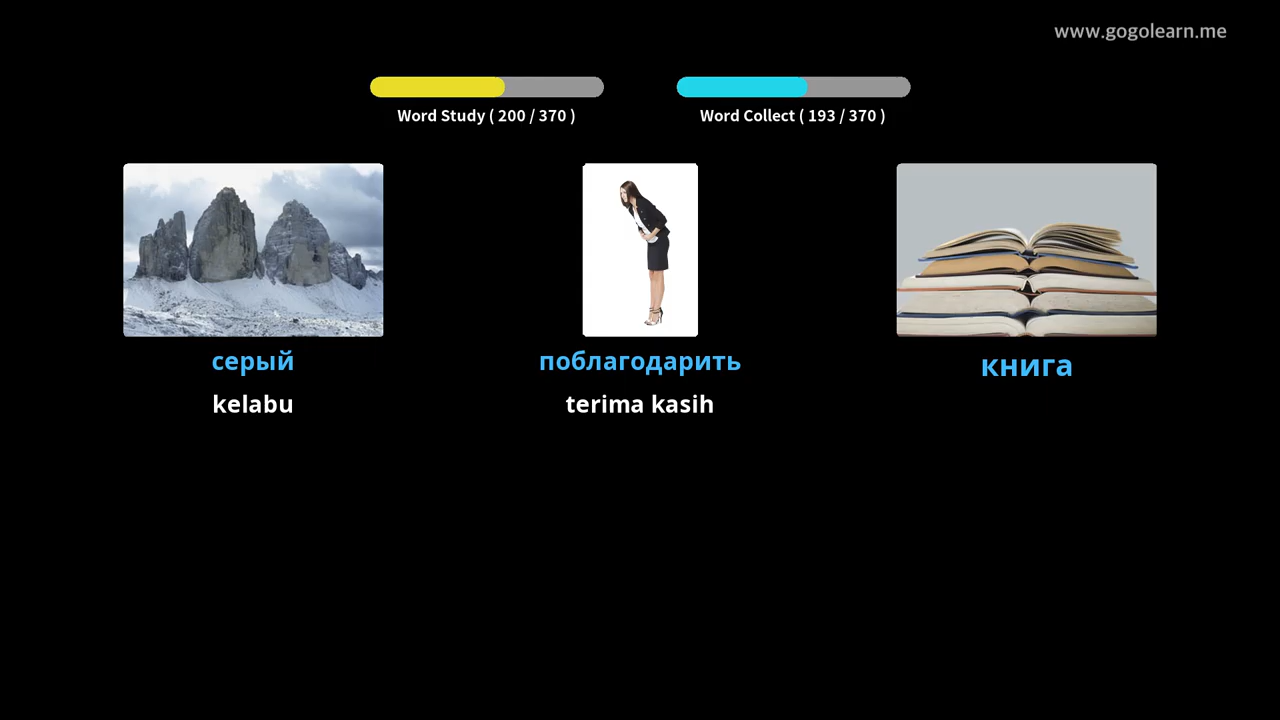 www.gogolearn.me
Word Study ( 200 / 370 )
Word Collect ( 193 / 370 )
серый
kelabu
поблагодарить
terima kasih
книга